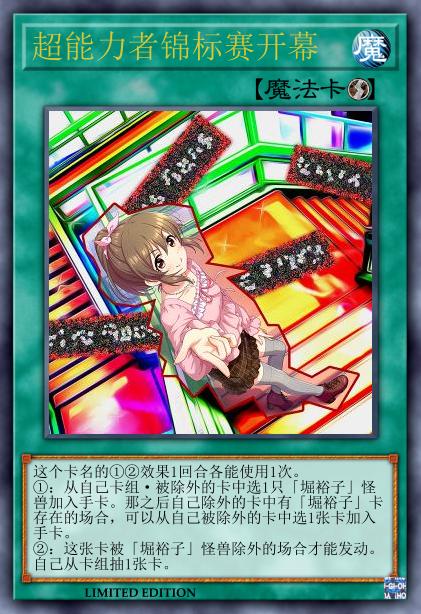 超能力者锦标赛开幕
魔
【魔法卡】
这个卡名的①②效果1回合各能使用1次。
①：从自己卡组·被除外的卡中选1只「堀裕子」怪
兽加入手卡。那之后自己除外的卡中有「堀裕子」卡
存在的场合，可以从自己被除外的卡中选1张卡加入
手卡。
②：这张卡被「堀裕子」怪兽除外的场合才能发动。
自己从卡组抽1张卡。
LIMITED EDITION